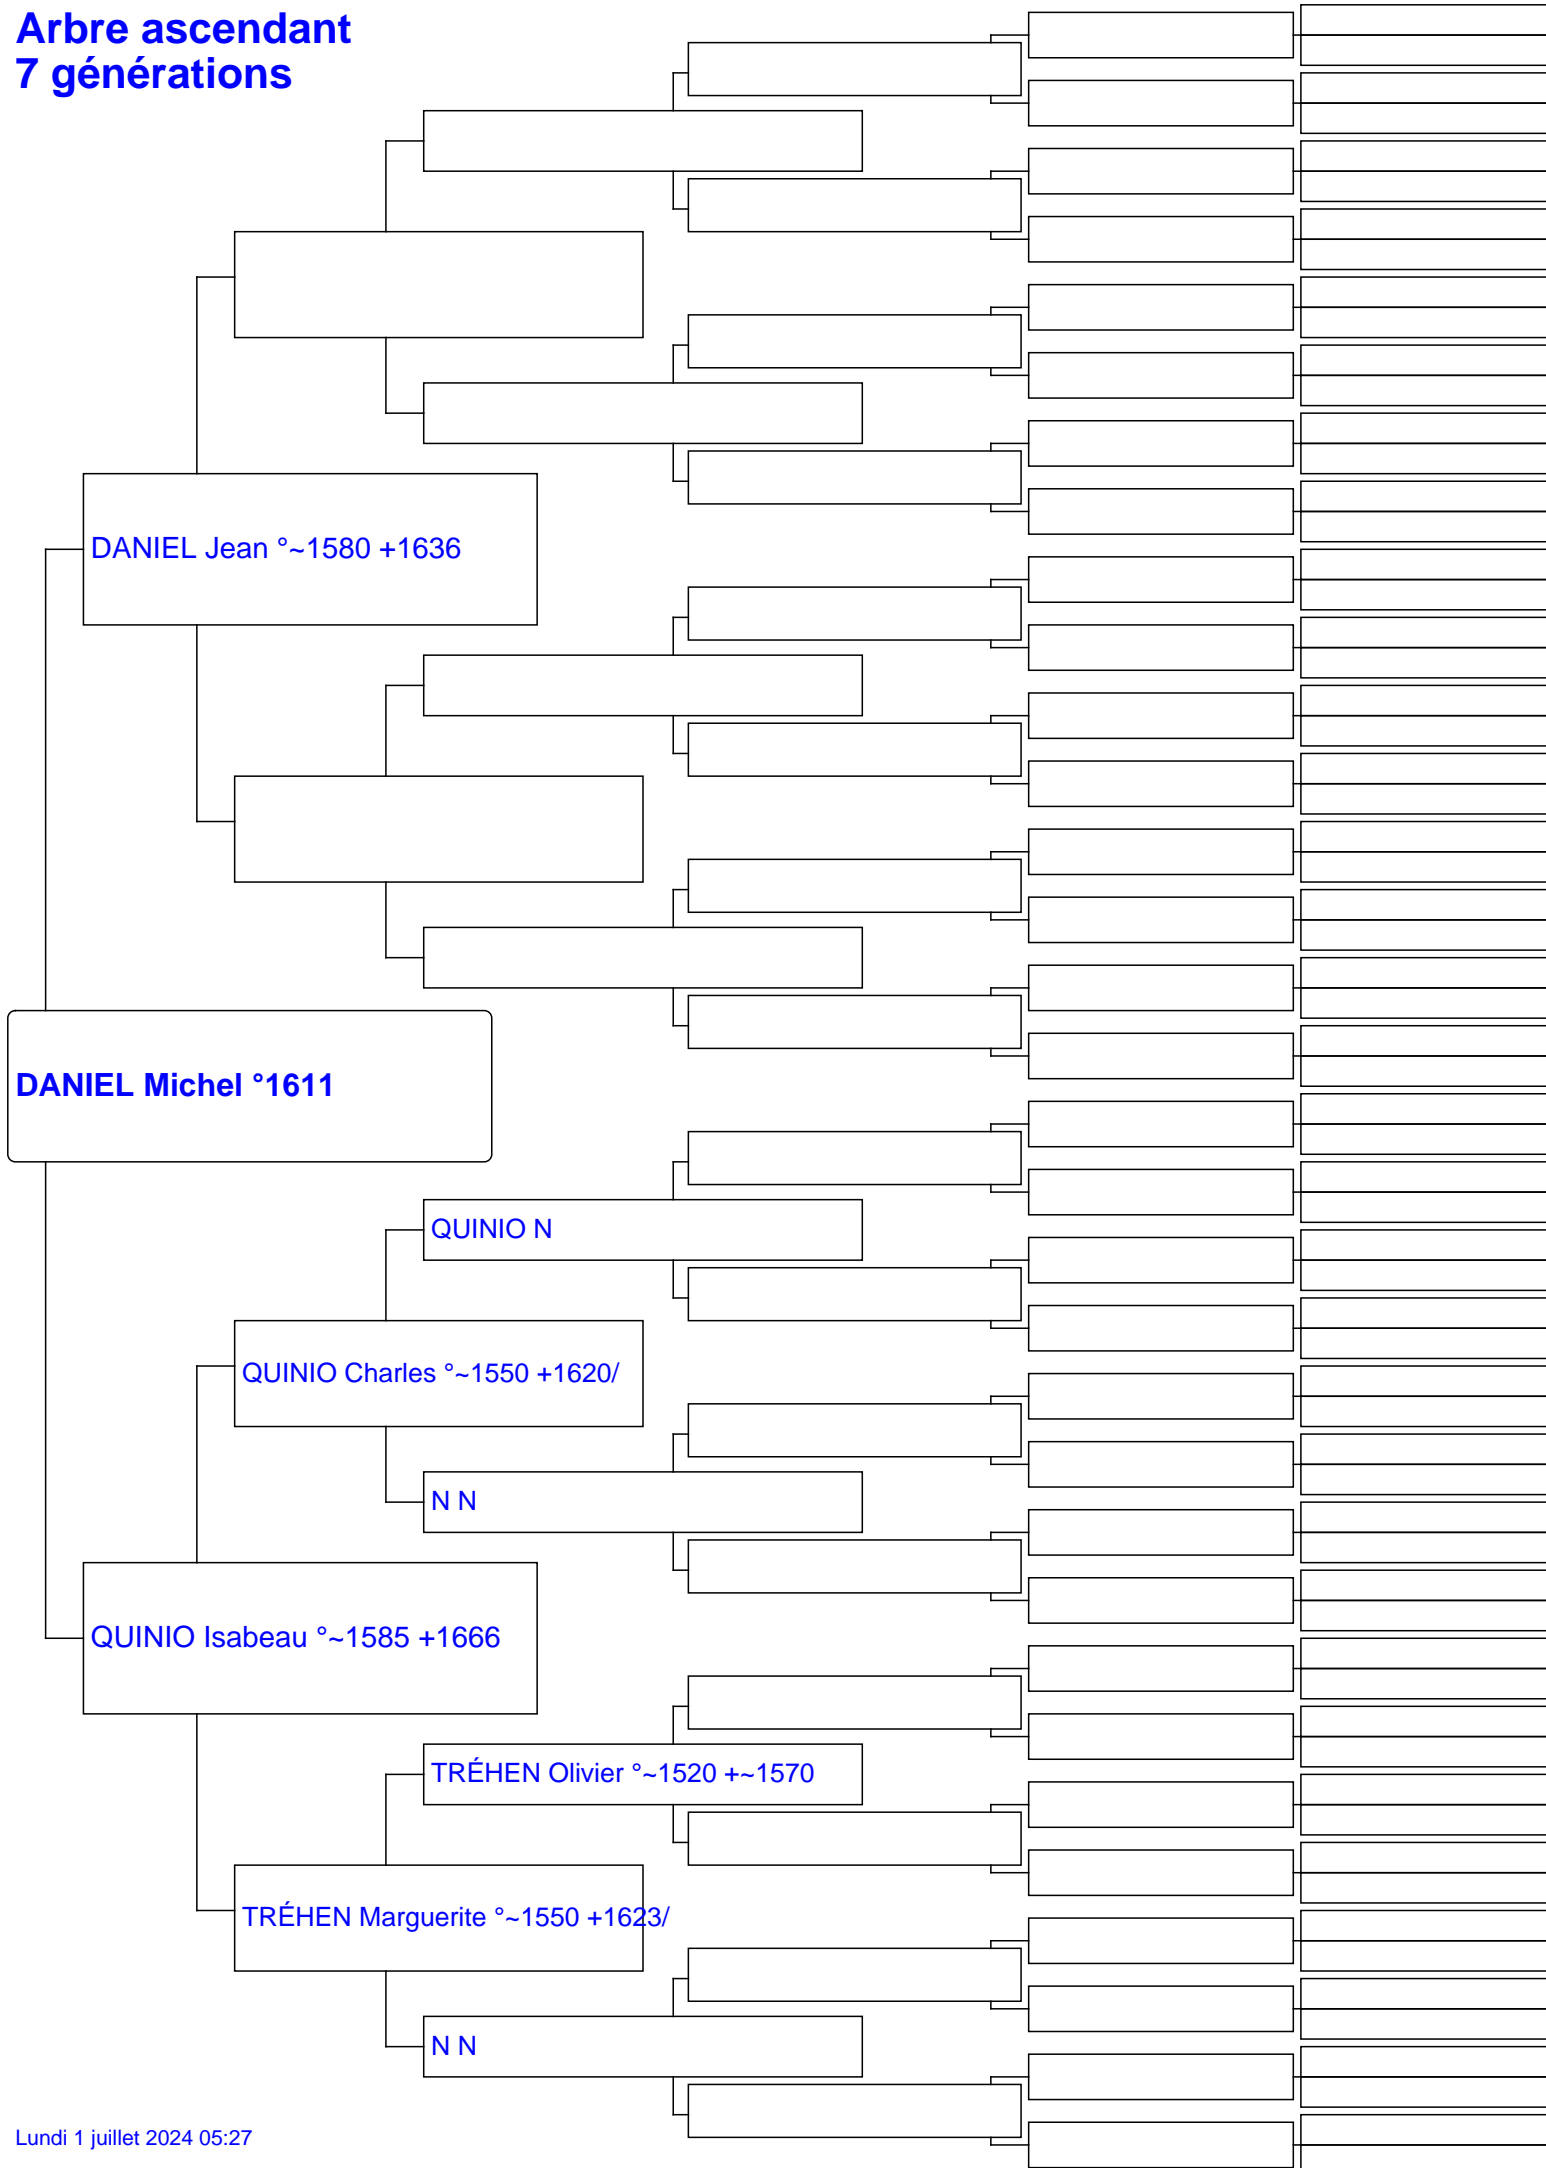 Arbre ascendant
7 générations
DANIEL Jean °~1580 +1636
DANIEL Michel °1611
QUINIO N
QUINIO Charles °~1550 +1620/
N N
QUINIO Isabeau °~1585 +1666
TRÉHEN Olivier °~1520 +~1570
TRÉHEN Marguerite °~1550 +1623/
N N
Lundi 1 juillet 2024 05:27